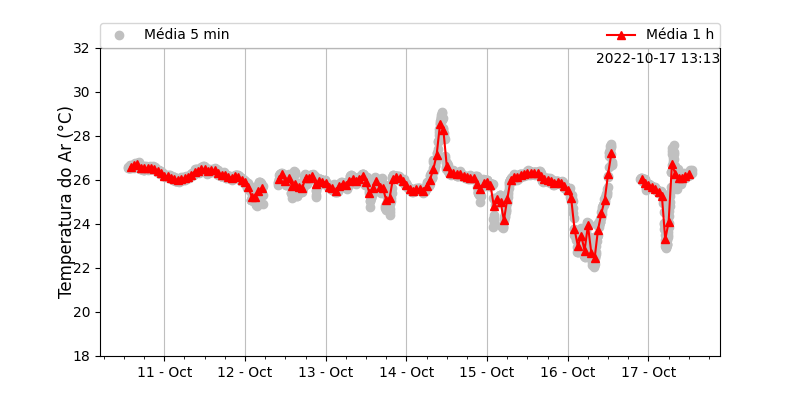 Média 5 min
Média 1 h
2022-10-17 13:13
Temperatura do Ar (°C)
32
30
28
26
24
22
20
18
11 - Oct
12 - Oct
13 - Oct
14 - Oct
15 - Oct
16 - Oct
17 - Oct